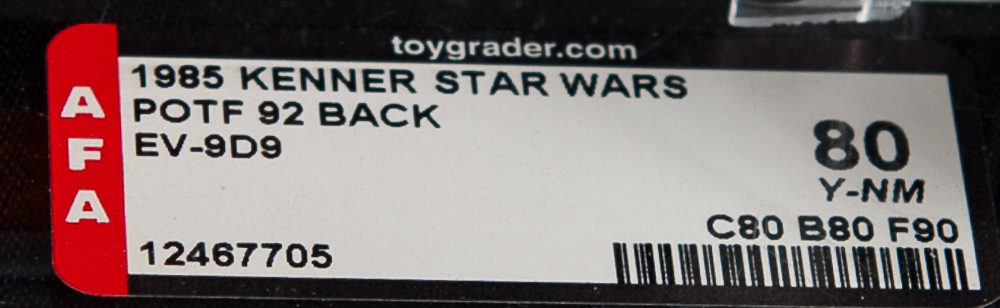 toygrader.com
AFA
1985 KENNER STAR WARS
POTF 92 BACK
EV-9D9
80
Y-NM
C80 B80 F90
12467705